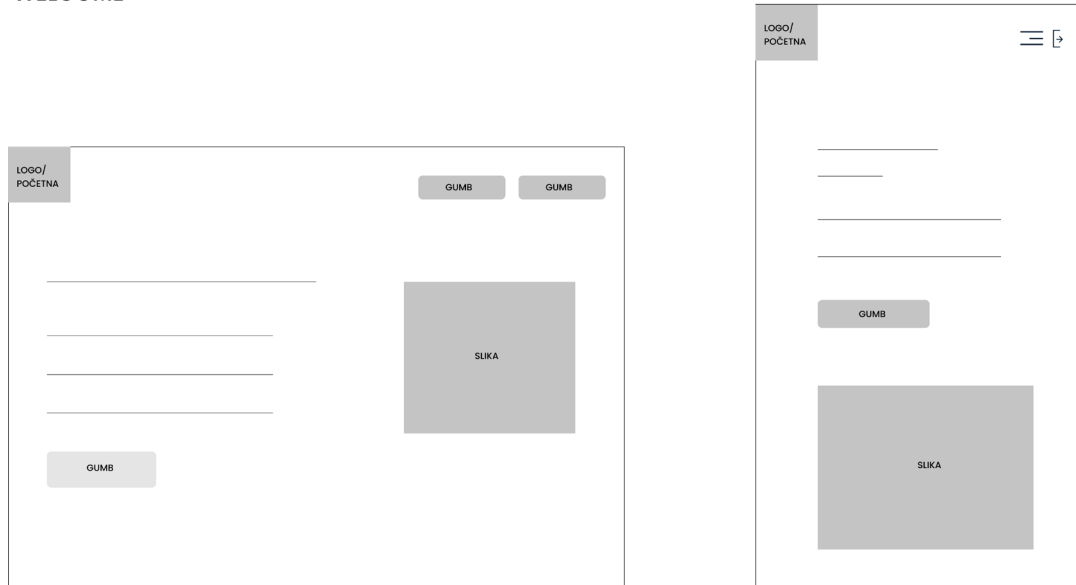 WELCOME
LOGO/
POČETNA
GUMB
GUMB
SLIKA
GUMB
LOGO/
POČETNA
GUMB
SLIKA